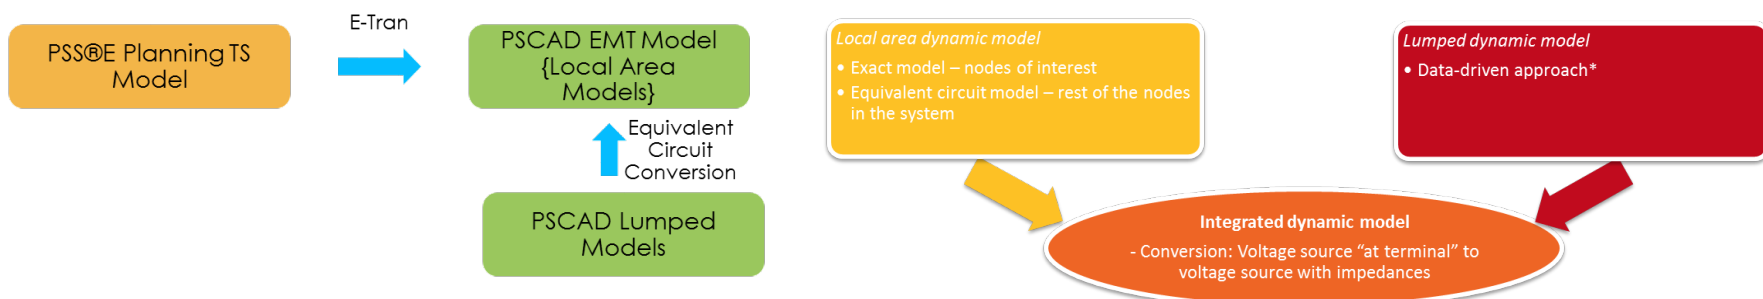 PSS®E Planning TS
Model
E-Tran
PSCAD EMT Model
{Local Area
Models}
Equivalent
Circuit
Conversion
PSCAD Lumped
Models
Local area dynamic model
• Exact model – nodes of interest
• Equivalent circuit model – rest of the nodes
in the system
Lumped dynamic model
• Data-driven approach*
Integrated dynamic model
- Conversion: Voltage source “at terminal” to
voltage source with impedances